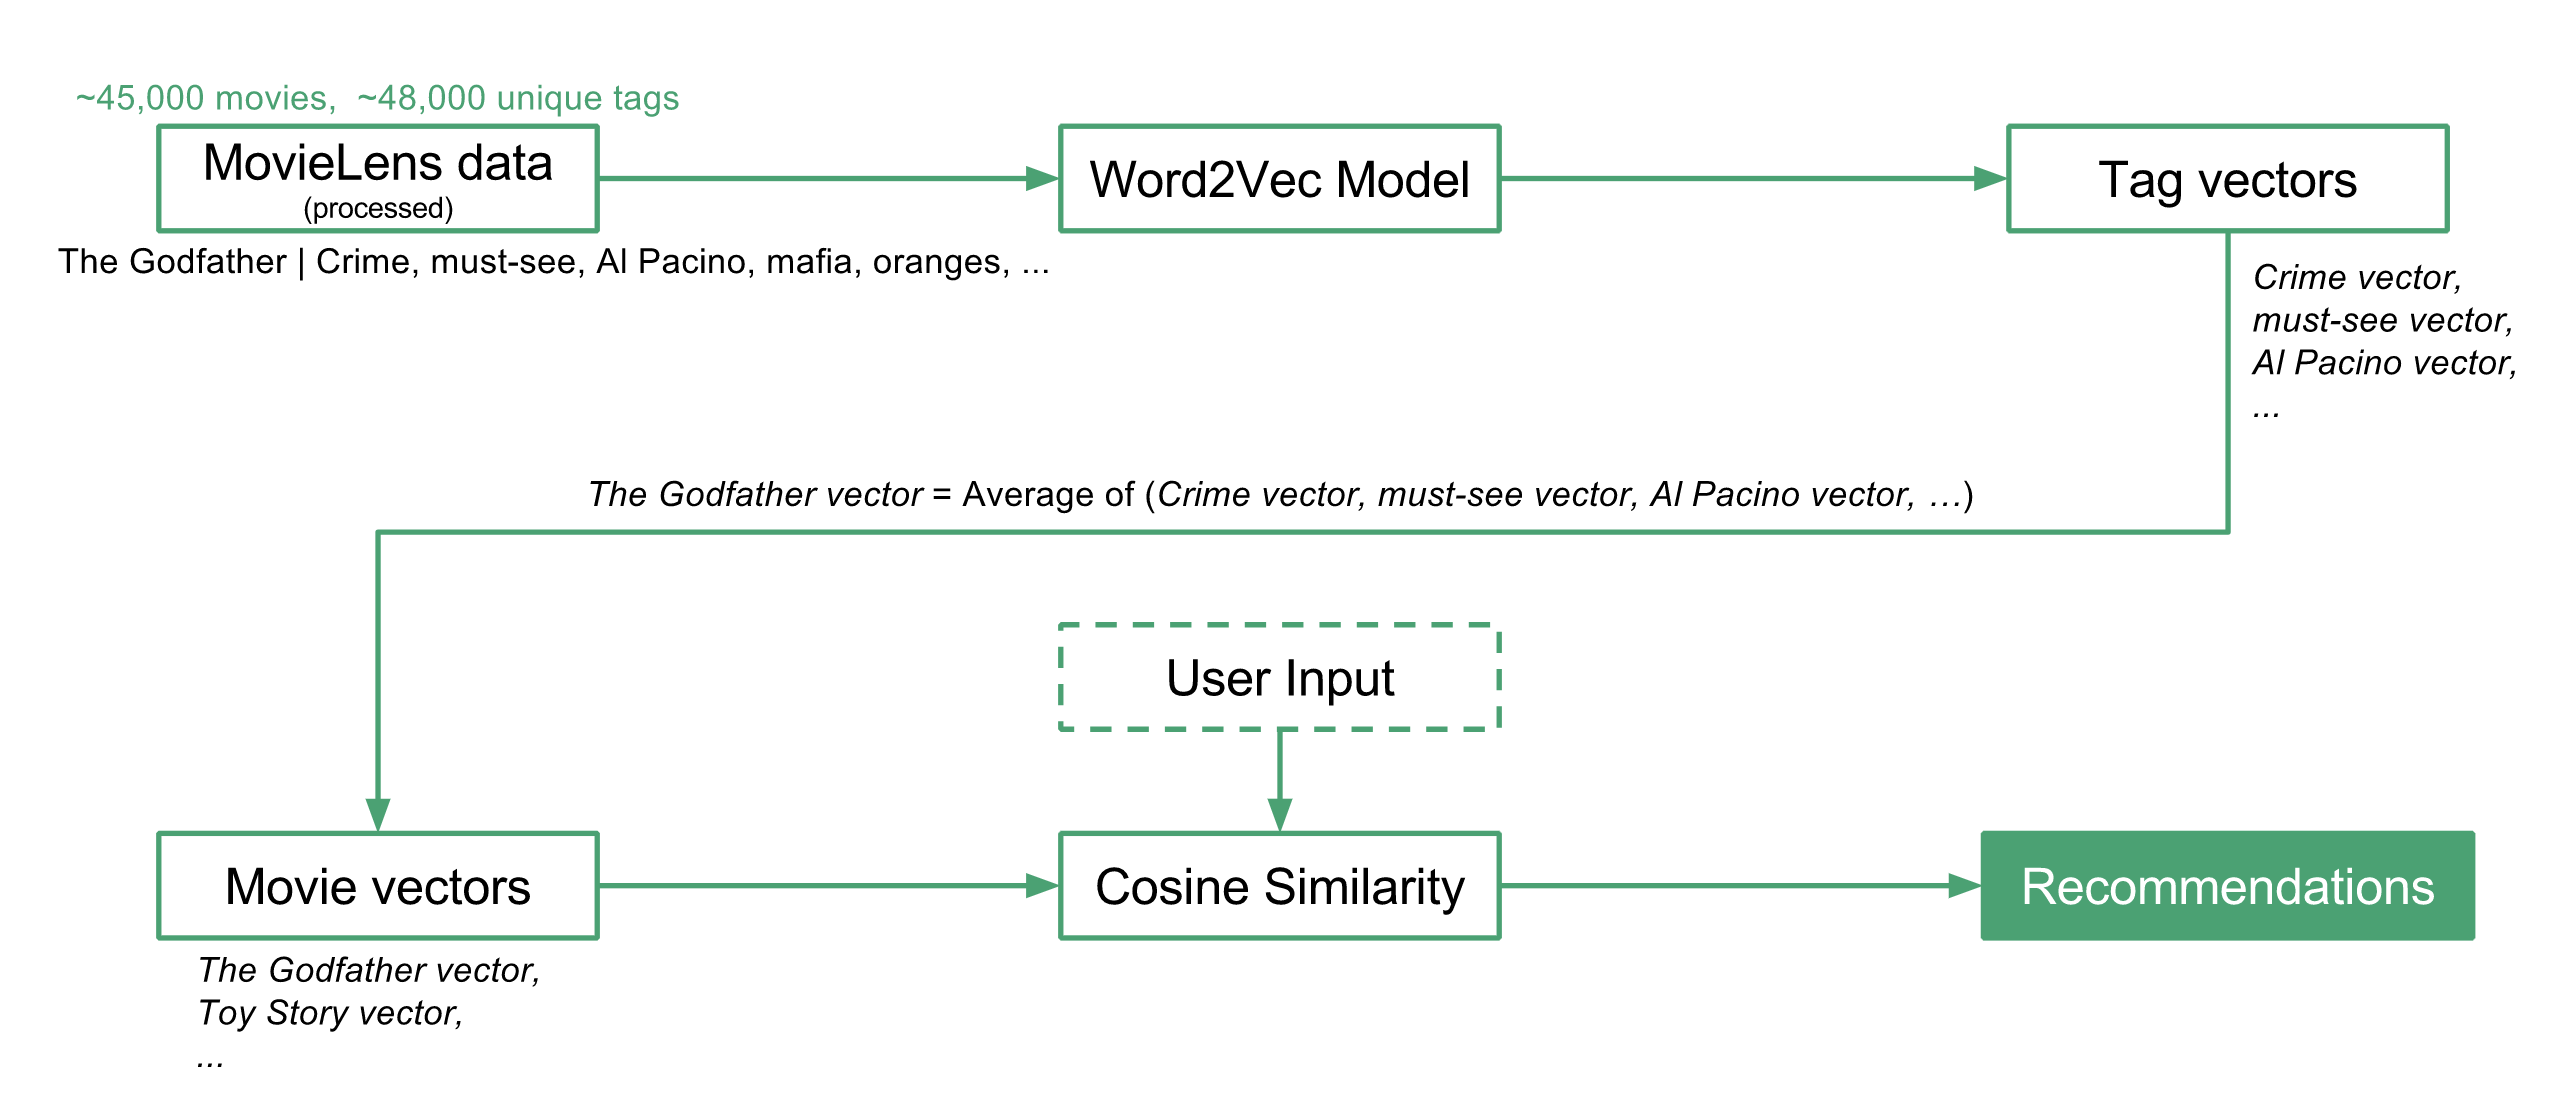 ~45,000 movies,  ~48,000 unique tags
MovieLens data
(processed)
The Godfather | Crime, must-see, Al Pacino, mafia, oranges, ...
Word2Vec Model
Tag vectors
Crime vector,
must-see vector,
Al Pacino vector,
...
The Godfather vector = Average of (Crime vector, must-see vector, Al Pacino vector, …)
User Input
Movie vectors
Cosine Similarity
Recommendations
The Godfather vector,
Toy Story vector,
...